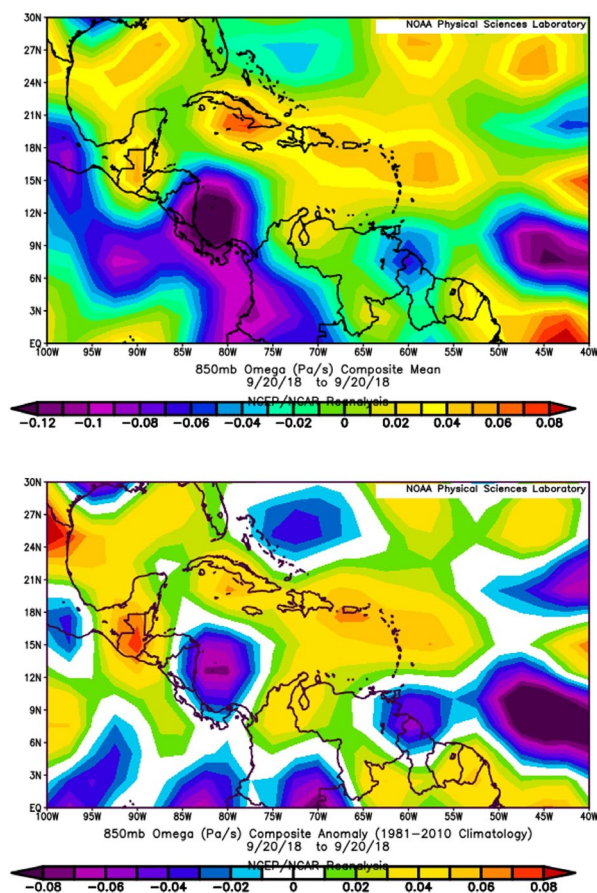 NOAA Physical Sciences Laboratory
30N
27N
24N
21N
18N
15N
12N
9N
6N
3N
EQ
100W 95W 90W 85W 80W 75W 70W 65W 60W 55W 50W 45W 40W
850mb Omega (Pa/s) Composite Mean
9/20/18 to 9/20/18
NCEP/NCAR Reanalysis
-0.12 -0.1 -0.08 -0.06 -0.04 -0.02 0 0.02 0.04 0.06 0.08
NOAA Physical Sciences Laboratory
30N
27N
24N
21N
18N
15N
12N
9N
6N
3N
EQ
100W 95W 90W 85W 80W 75W 70W 65W 60W 55W 50W 45W 40W
850mb Omega (Pa/s) Composite Anomaly (1981-2010 Climatology)
9/20/18 to 9/20/18
NCEP/NCAR Reanalysis
-0.08 -0.06 -0.04 -0.02 0 0.02 0.04 0.06 0.08